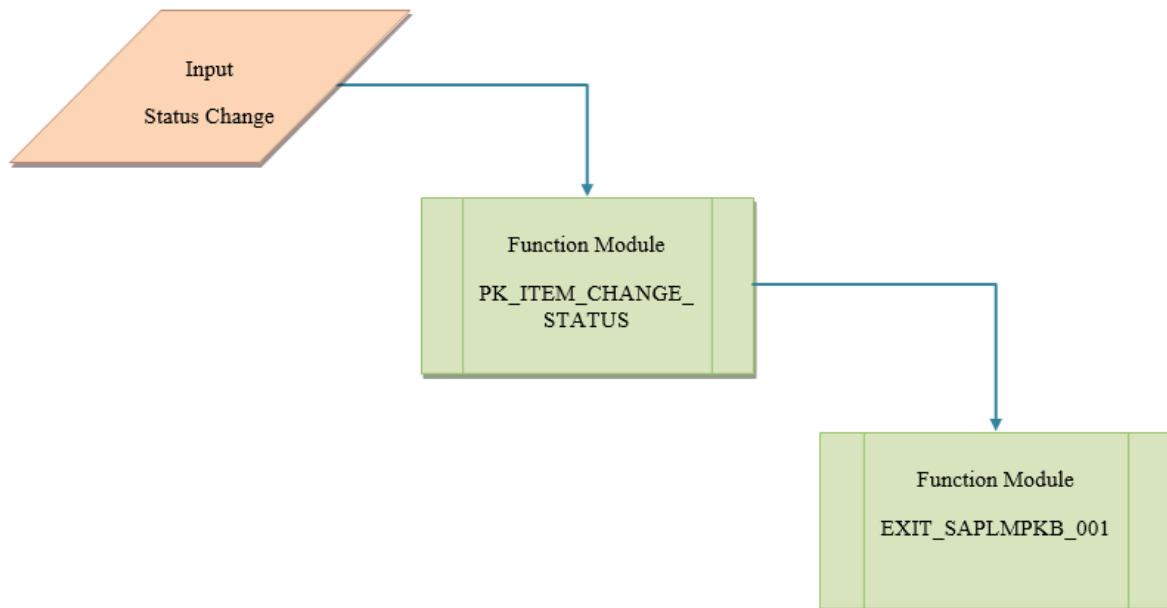 Input
Status Change
Function Module
PK_ITEM_CHANGE_
STATUS
Function Module
EXIT_SAPLMPKB_001